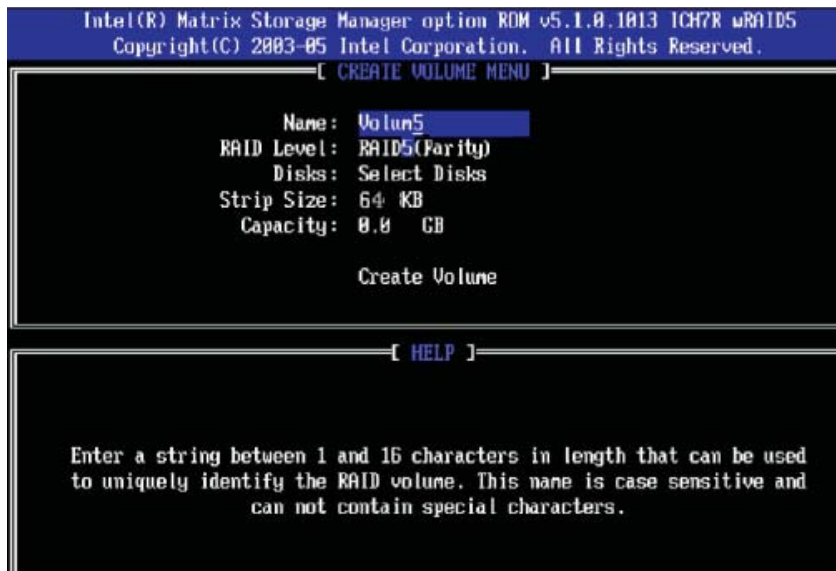 Intel(R) Matrix Storage Manager option ROM v5.1.0.1013 ICH7R wRAID5
Copyright(C) 2003-05 Intel Corporation. All Rights Reserved.
[ CREATE VOLUME MENU ]
Name: Volum5
RAID Level: RAID5(Parity)
Disks: Select Disks
Strip Size: 64 KB
Capacity: 0.0 GB
Create Volume
[ HELP ]
Enter a string between 1 and 16 characters in length that can be used
to uniquely identify the RAID volume. This name is case sensitive and
can not contain special characters.